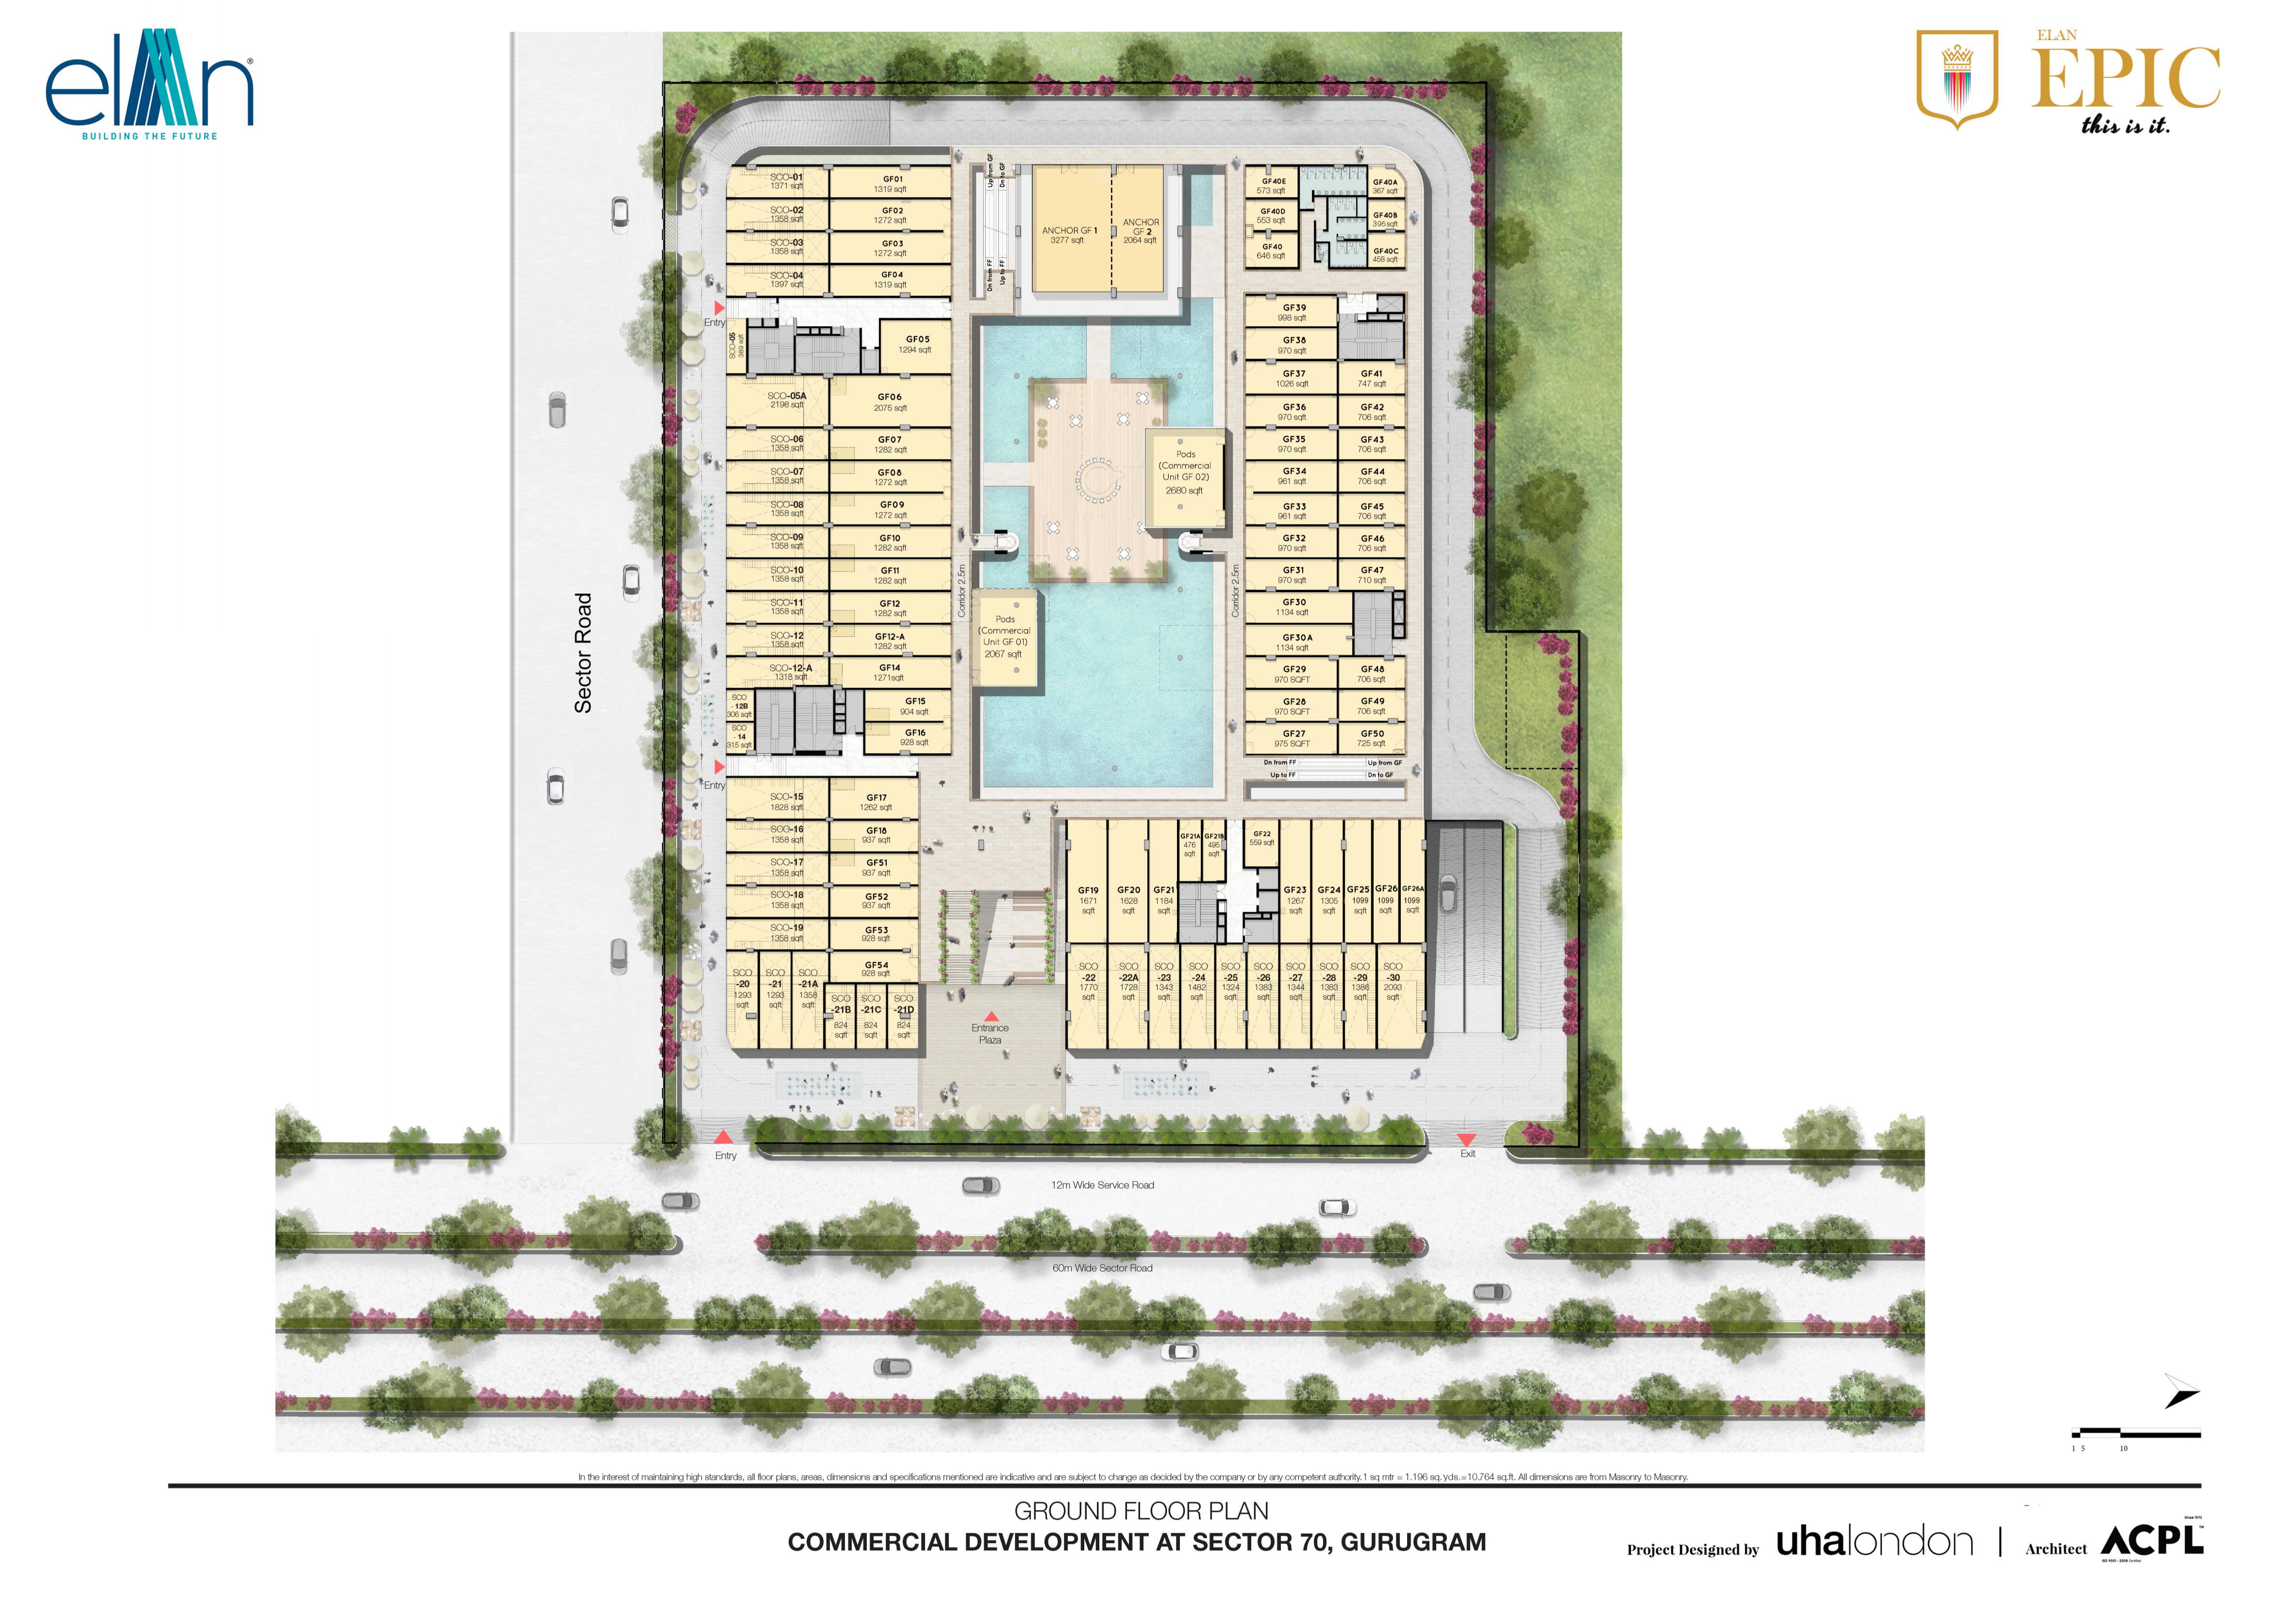 elan®
BUILDING THE FUTURE
ELAN
EPIC
this is it.
Sector Road
SCO-01
1371 sqft
GF01
1319 sqft
SCO-02
1358 sqft
GF02
1272 sqft
SCO-03
1358 sqft
GF03
1272 sqft
SCO-04
1397 sqft
GF04
1319 sqft
Entry
SCO-05
389 sqft
GF05
1294 sqft
SCO-05A
2198 sqft
GF06
2075 sqft
SCO-06
1358 sqft
GF07
1282 sqft
SCO-07
1358 sqft
GF08
1272 sqft
SCO-08
1358 sqft
GF09
1272 sqft
SCO-09
1358 sqft
GF10
1282 sqft
SCO-10
1358 sqft
GF11
1282 sqft
SCO-11
1358 sqft
GF12
1282 sqft
SCO-12
1358 sqft
GF12-A
1282 sqft
SCO-12-A
1318 sqft
GF14
1271sqft
SCO
- 12B
306 sqft
SCO
- 14
315 sqft
GF15
904 sqft
GF16
928 sqft
Entry
SCO-15
1828 sqft
GF17
1262 sqft
SCO-16
1358 sqft
GF18
937 sqft
SCO-17
1358 sqft
GF51
937 sqft
SCO-18
1358 sqft
GF52
937 sqft
SCO-19
1358 sqft
GF53
928 sqft
GF54
928 sqft
SCO
-20
1293
sqft
SCO
-21
1293
sqft
SCO
-21A
1358
sqft
SCO
-21B
824
sqft
SCO
-21C
824
sqft
SCO
-21D
824
sqft
Up from GF
Dn to GF
Dn from FF
Up to FF
ANCHOR GF 1
3277 sqft
ANCHOR
GF 2
2064 sqft
Pods
(Commercial
Unit GF 02)
2680 sqft
Corridor 2.5m
Corridor 2.5m
Pods
(Commercial
Unit GF 01)
2067 sqft
GF40E
573 sqft
GF40A
367 sqft
GF40D
553 sqft
GF40B
395 sqft
GF40
646 sqft
GF40C
458 sqft
GF39
998 sqft
GF38
970 sqft
GF37
1026 sqft
GF41
747 sqft
GF36
970 sqft
GF42
706 sqft
GF35
970 sqft
GF43
706 sqft
GF34
961 sqft
GF44
706 sqft
GF33
961 sqft
GF45
706 sqft
GF32
970 sqft
GF46
706 sqft
GF31
970 sqft
GF47
710 sqft
GF30
1134 sqft
GF30A
1134 sqft
GF29
970 SQFT
GF48
706 sqft
GF28
970 SQFT
GF49
706 sqft
GF27
975 SQFT
GF50
725 sqft
Dn from FF
Up from GF
Up to FF
Dn to GF
GF19
1671
sqft
GF20
1628
sqft
GF21
1184
sqft
GF21A
476
sqft
GF21B
495
sqft
GF22
559 sqft
GF23
1267
sqft
GF24
1305
sqft
GF25
1099
sqft
GF26
1099
sqft
GF26A
1099
sqft
SCO
-22
1770
sqft
SCO
-22A
1728
sqft
SCO
-23
1343
sqft
SCO
-24
1482
sqft
SCO
-25
1324
sqft
SCO
-26
1383
sqft
SCO
-27
1344
sqft
SCO
-28
1383
sqft
SCO
-29
1386
sqft
SCO
-30
2093
sqft
Entrance
Plaza
Entry
Exit
12m Wide Service Road
60m Wide Sector Road
1 5 10
In the interest of maintaining high standards, all floor plans, areas, dimensions and specifications mentioned are indicative and are subject to change as decided by the company or by any competent authority. 1 sq mtr = 1.196 sq. yds.=10.764 sq.ft. All dimensions are from Masonry to Masonry.
GROUND FLOOR PLAN
COMMERCIAL DEVELOPMENT AT SECTOR 70, GURUGRAM
Project Designed by uhalondon | Architect ACPL™
Since 1973
ISO 9001 : 2008 Certified